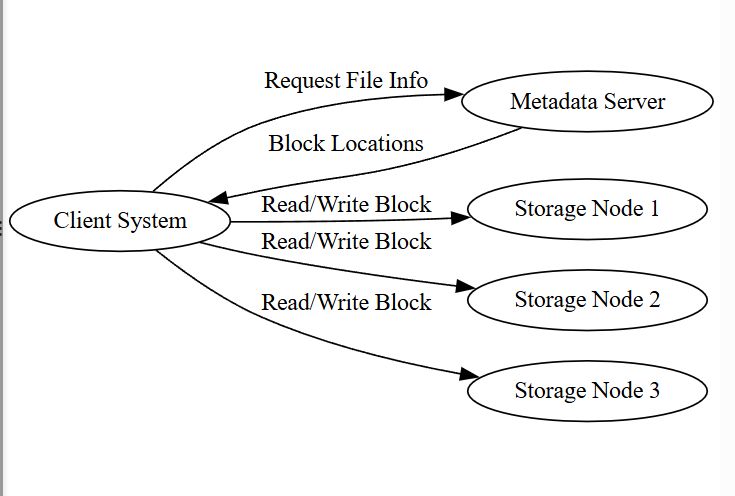 Request File Info
Metadata Server
Block Locations
Client System
Read/Write Block
Storage Node 1
Read/Write Block
Storage Node 2
Read/Write Block
Storage Node 3